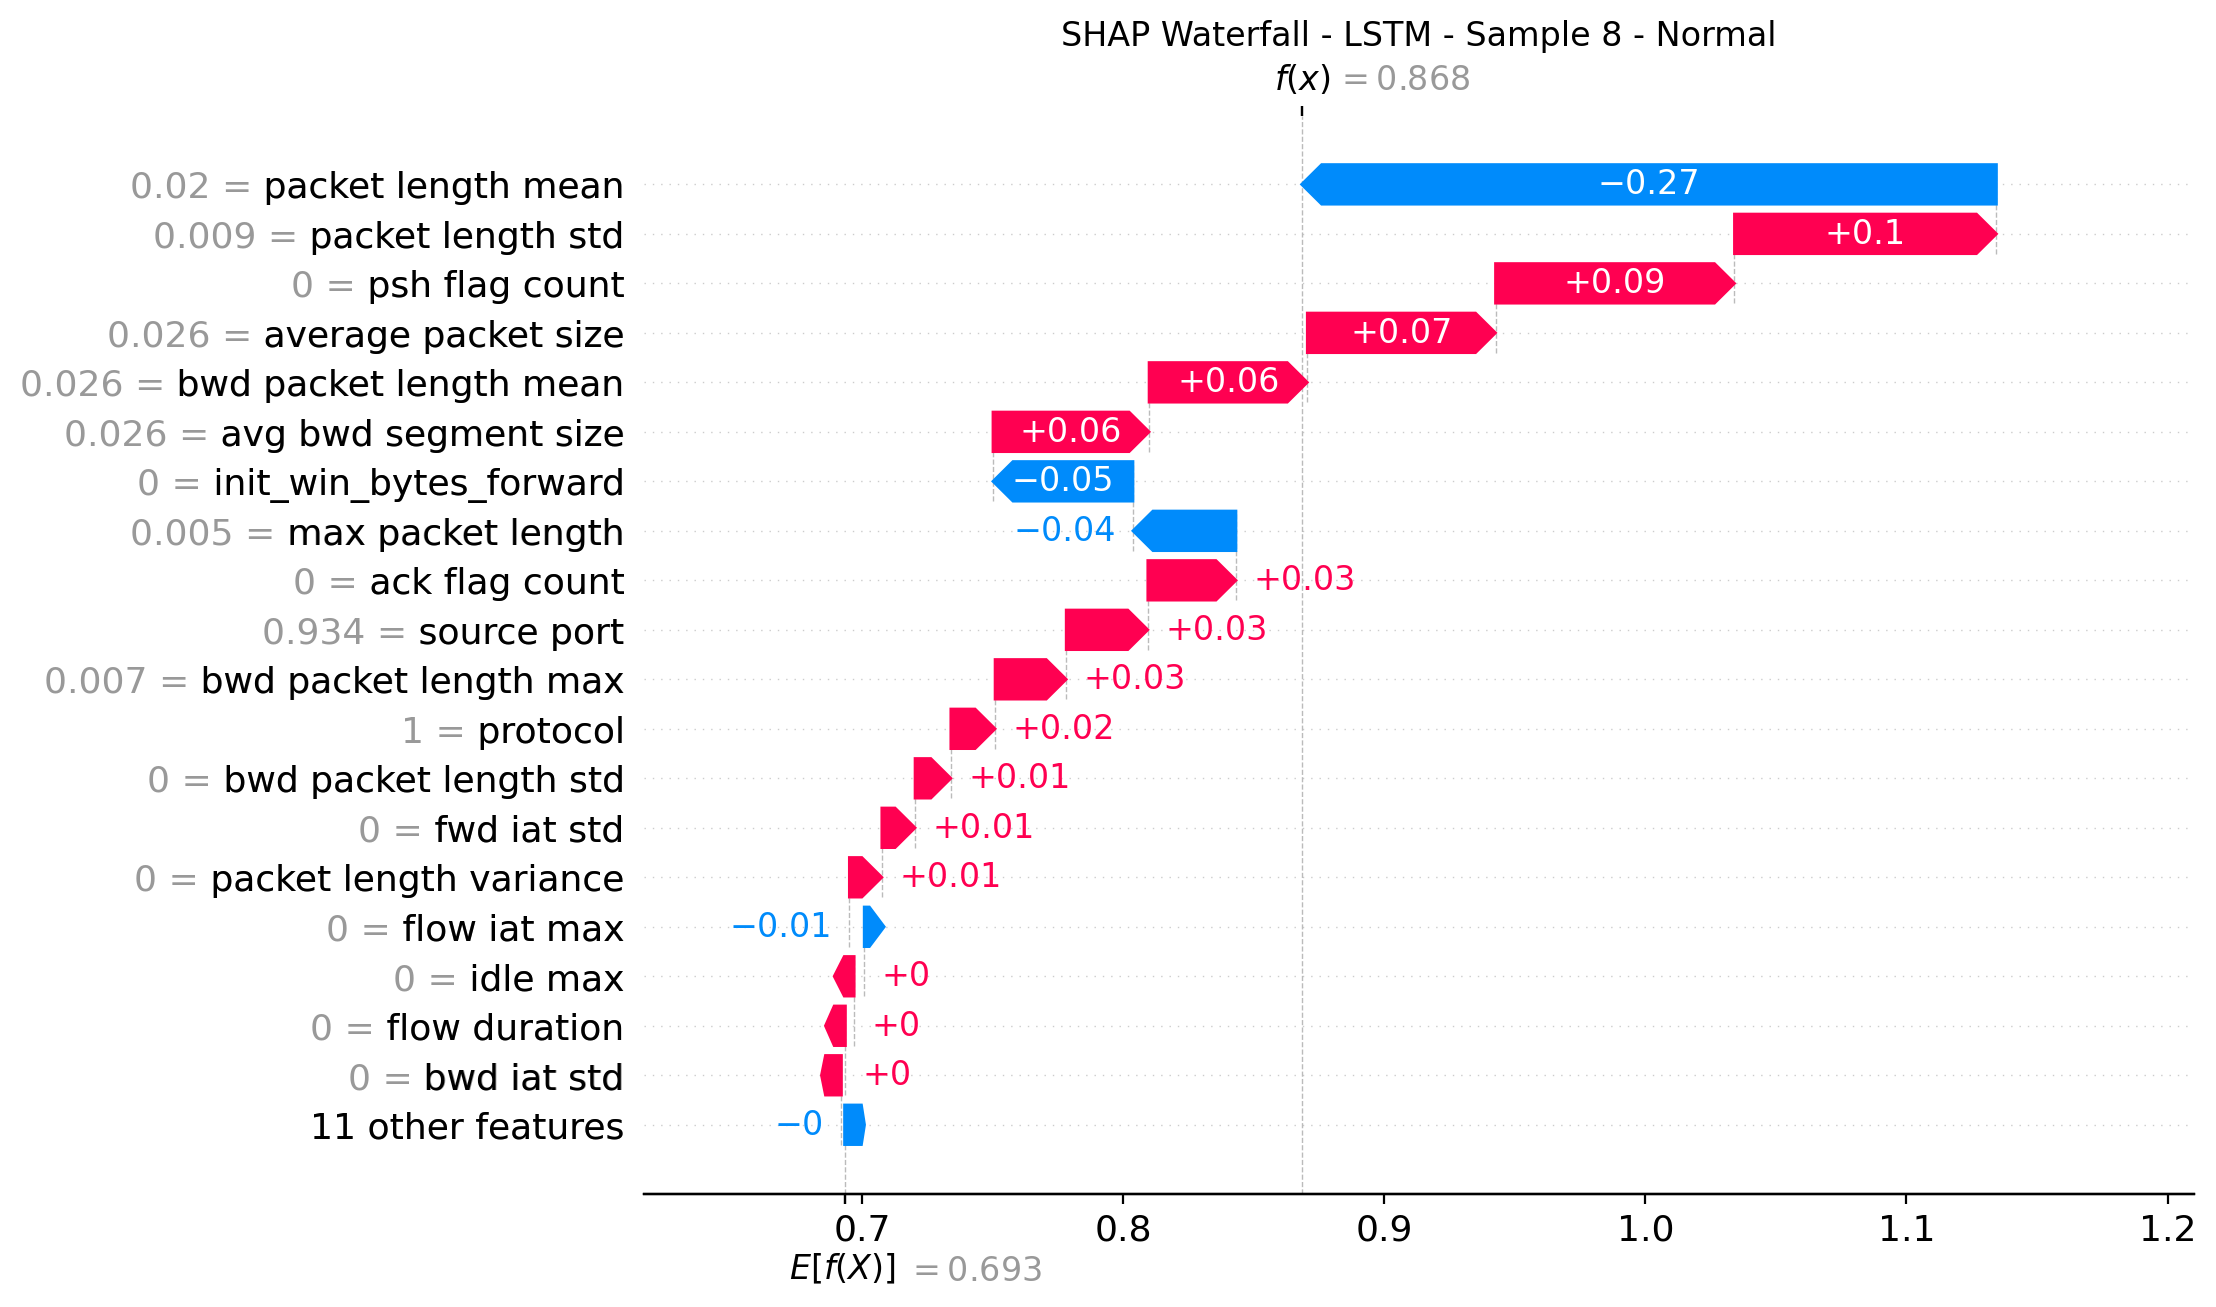 SHAP Waterfall - LSTM - Sample 8 - Normal
f(x) = 0.868
0.02 = packet length mean −0.27
0.009 = packet length std +0.1
0 = psh flag count +0.09
0.026 = average packet size +0.07
0.026 = bwd packet length mean +0.06
0.026 = avg bwd segment size +0.06
0 = init_win_bytes_forward −0.05
0.005 = max packet length −0.04
0 = ack flag count +0.03
0.934 = source port +0.03
0.007 = bwd packet length max +0.03
1 = protocol +0.02
0 = bwd packet length std +0.01
0 = fwd iat std +0.01
0 = packet length variance +0.01
0 = flow iat max −0.01
0 = idle max +0
0 = flow duration +0
0 = bwd iat std +0
11 other features −0
0.7 0.8 0.9 1.0 1.1 1.2
E[f(X)] = 0.693